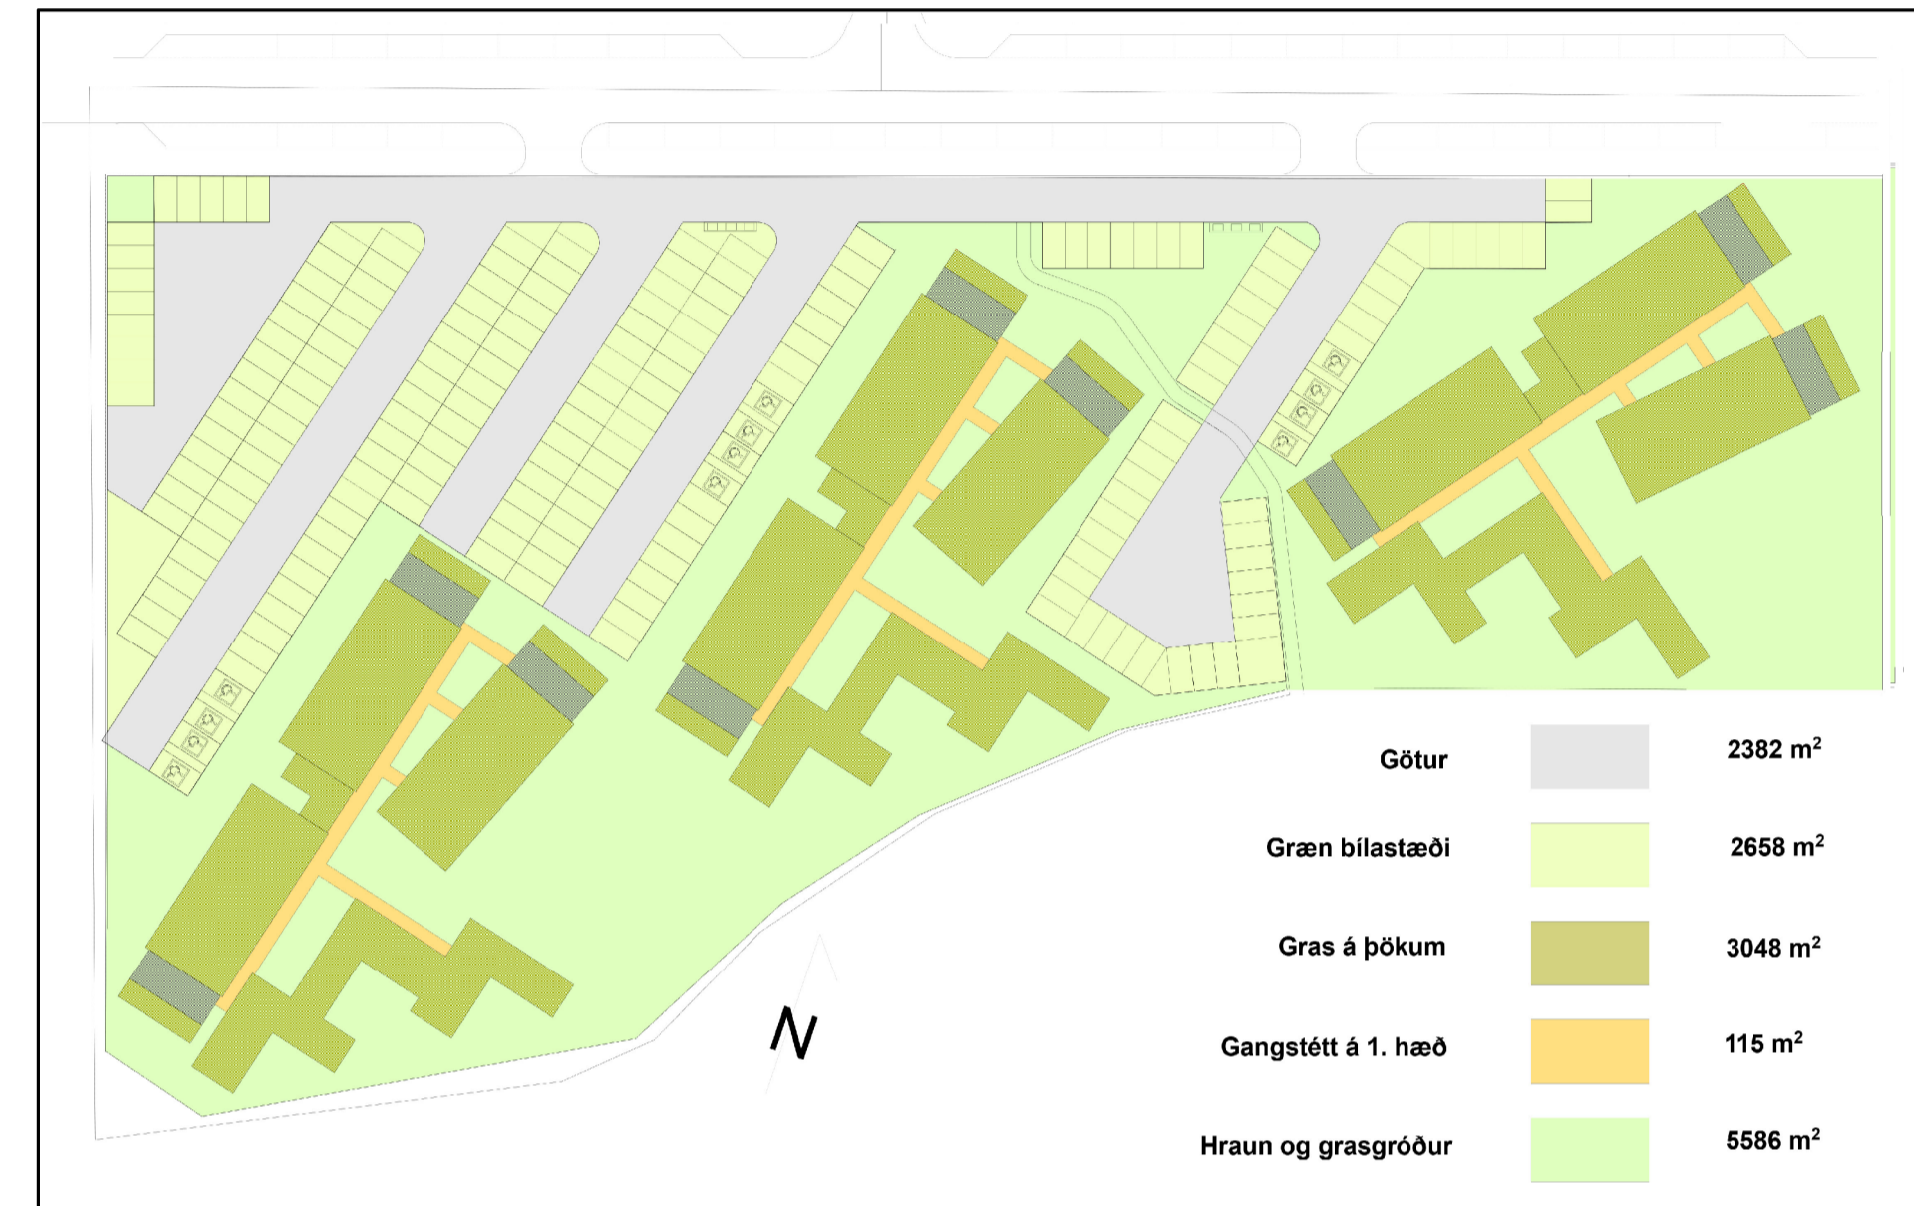 Götur 2382 m²
Græn bílastæði 2658 m²
Gras á þökum 3048 m²
N
Gangstétt á 1. hæð 115 m²
Hraun og grasgróður 5586 m²